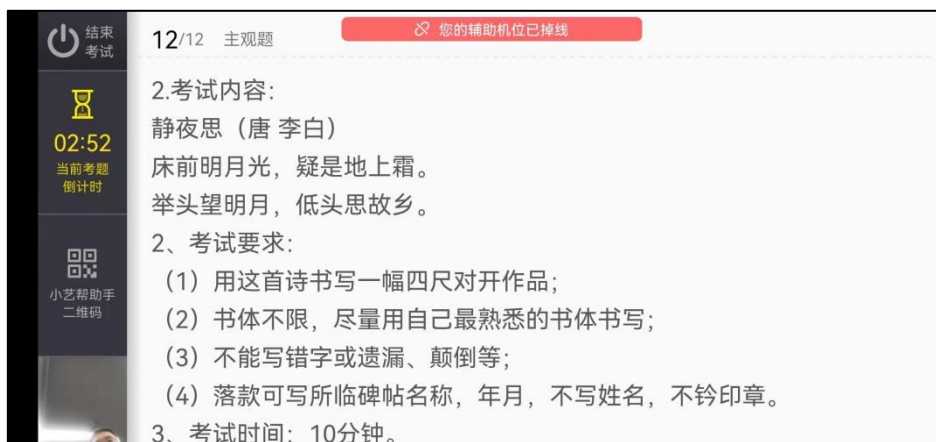 结束
考试
12/12 主观题
您的辅助机位已掉线
02:52
当前考题
倒计时
小艺帮助手
二维码
2.考试内容：
静夜思（唐 李白）
床前明月光，疑是地上霜。
举头望明月，低头思故乡。
2、考试要求：
（1）用这首诗书写一幅四尺对开作品；
（2）书体不限，尽量用自己最熟悉的书体书写；
（3）不能写错字或遗漏、颠倒等；
（4）落款可写所临碑帖名称，年月，不写姓名，不钤印章。
3、考试时间：10分钟。